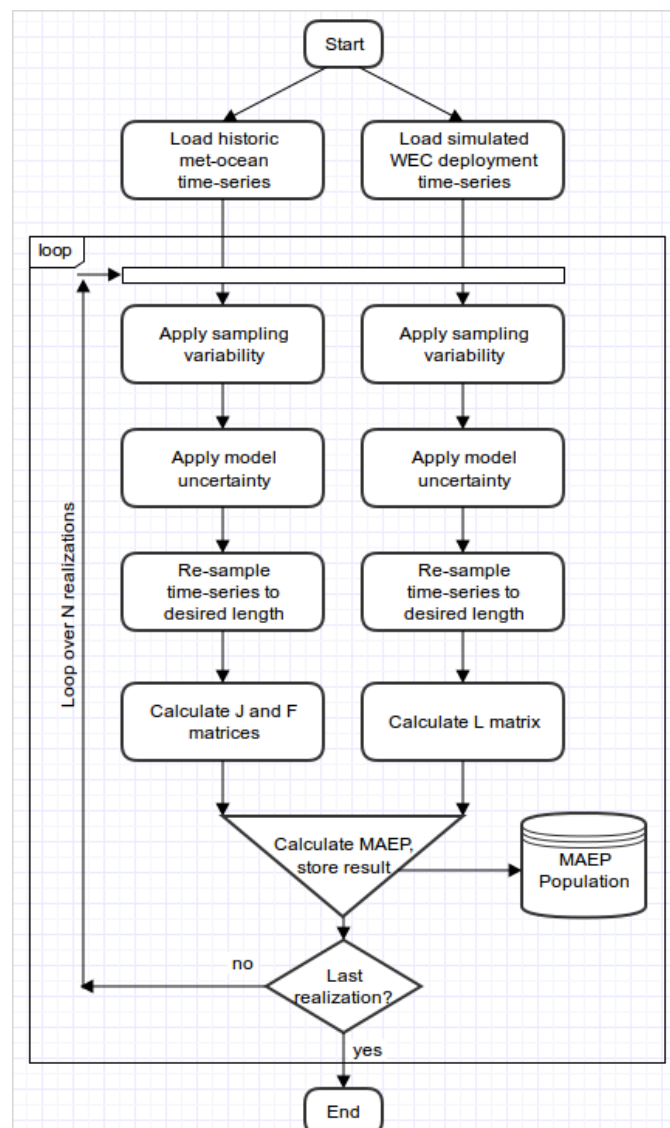 Start
Load historic
met-ocean
time-series
Load simulated
WEC deployment
time-series
loop
Apply sampling
variability
Apply sampling
variability
Apply model
uncertainty
Apply model
uncertainty
Re-sample
time-series to
desired length
Re-sample
time-series to
desired length
Loop over N realizations
Calculate J and F
matrices
Calculate L matrix
Calculate MAEP,
store result
MAEP
Population
no
Last
realization?
yes
End